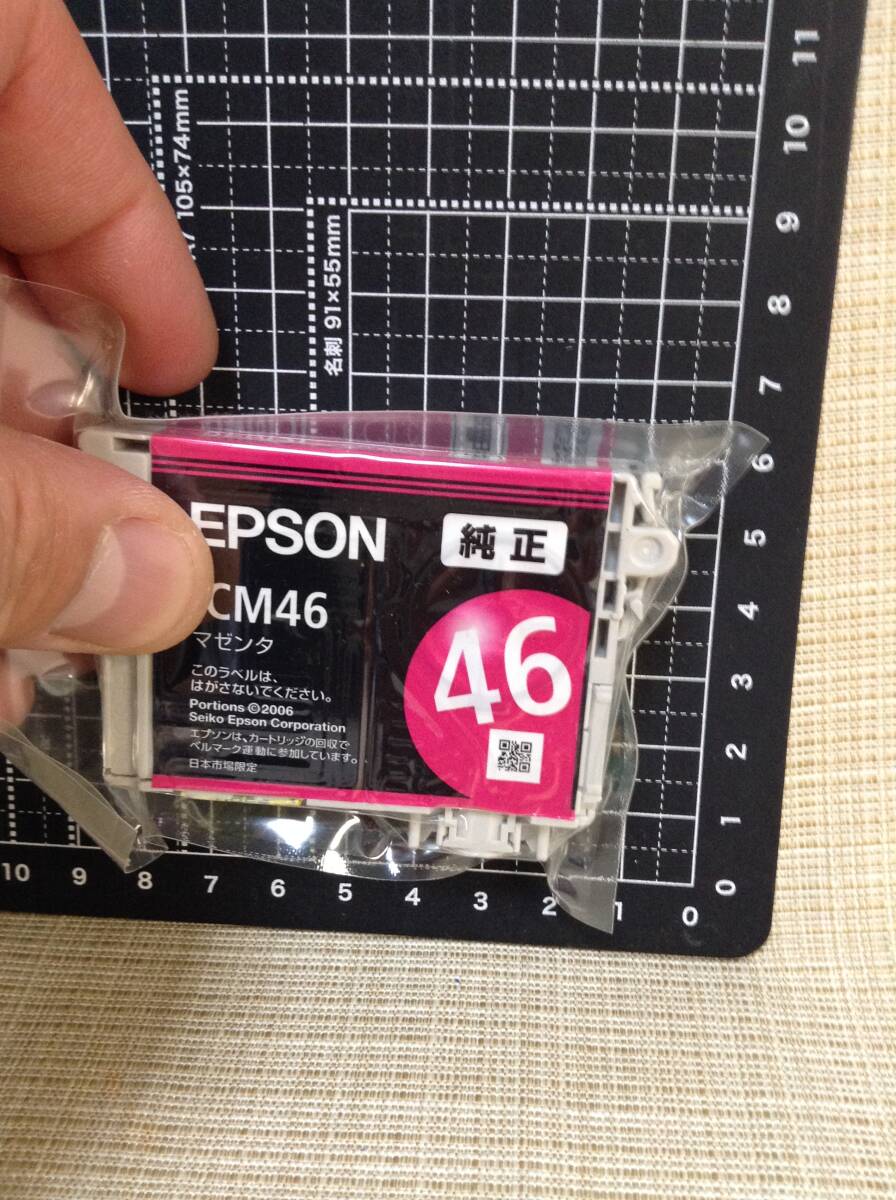 11
10
9
8
7
6
5
4
3
2
1
0
105×74mm
名刺 91×55mm
EPSON
純正
CM46
マゼンタ
46
このラベルは、
はがさないでください。
Portions ©2006
Seiko Epson Corporation
エプソンは、カートリッジの回収で
ベルマーク運動に参加しています。
日本市場限定
10 9 8 7 6 5 4 3 2 1 0